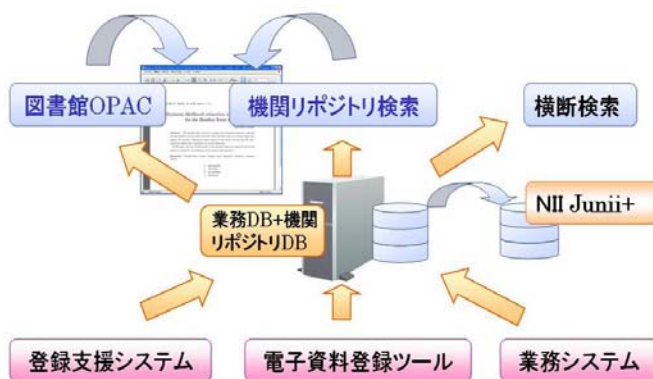 図書館OPAC
機関リポジトリ検索
横断検索
業務DB+機関
リポジトリDB
NII Junii+
登録支援システム
電子資料登録ツール
業務システム